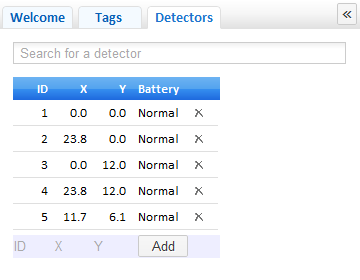 Welcome Tags Detectors «
Search for a detector
ID X Y Battery
1 0.0 0.0 Normal
2 23.8 0.0 Normal
3 0.0 12.0 Normal
4 23.8 12.0 Normal
5 11.7 6.1 Normal
ID X Y Add